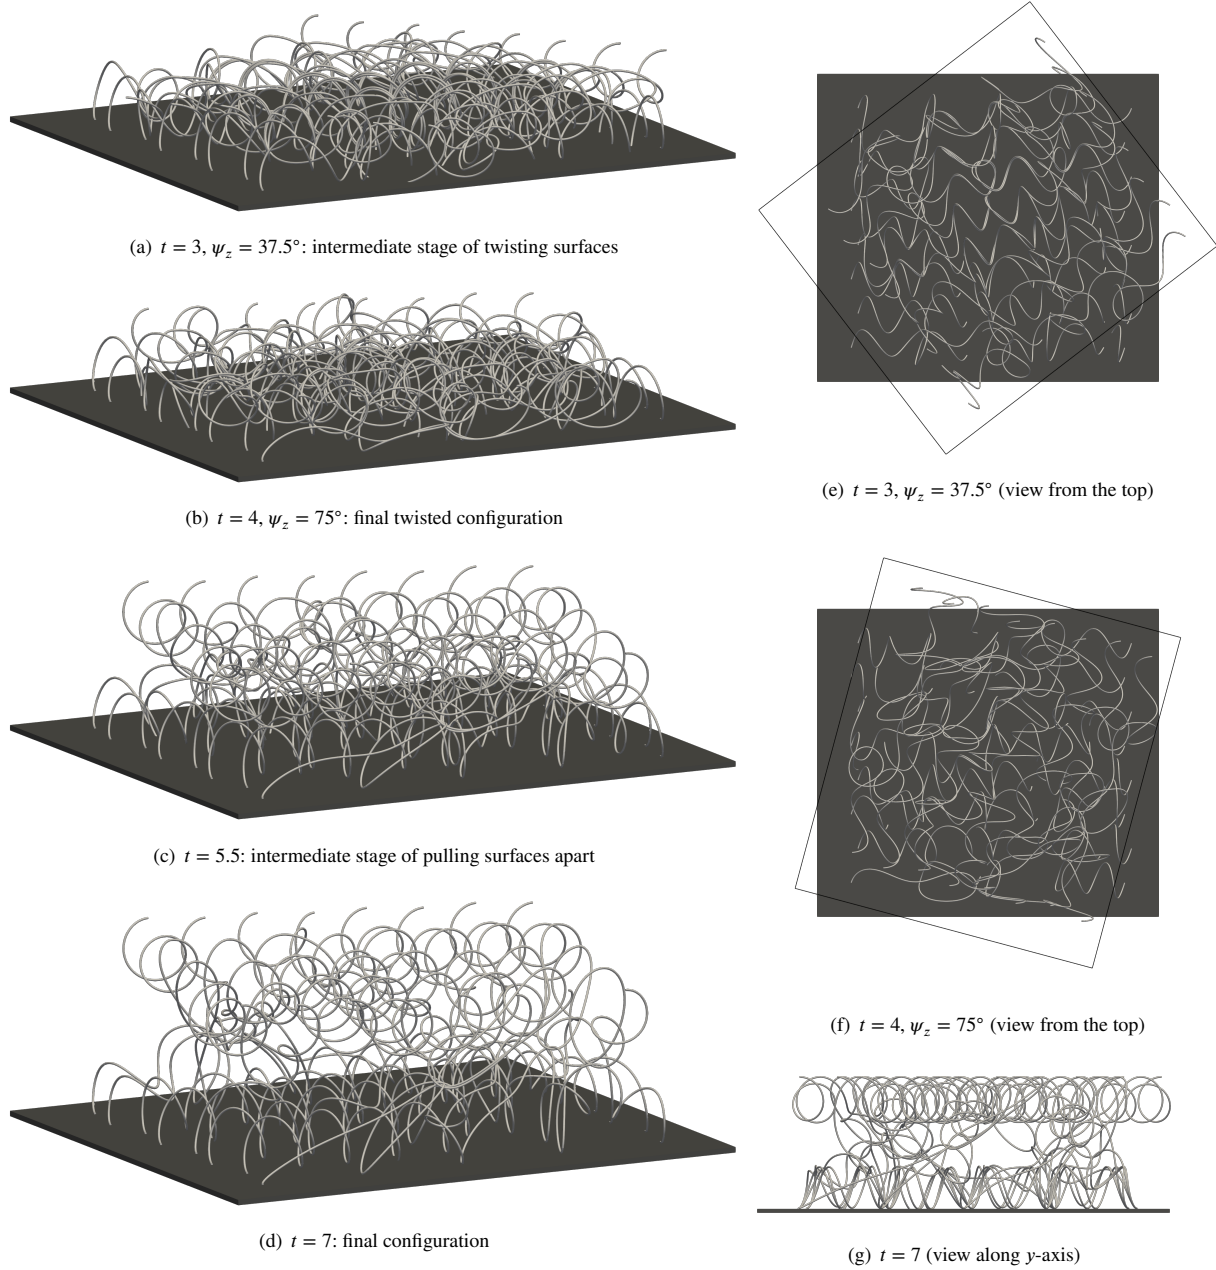 (a) t = 3, ψz = 37.5°: intermediate stage of twisting surfaces
(b) t = 4, ψz = 75°: final twisted configuration
(c) t = 5.5: intermediate stage of pulling surfaces apart
(d) t = 7: final configuration
(e) t = 3, ψz = 37.5° (view from the top)
(f) t = 4, ψz = 75° (view from the top)
(g) t = 7 (view along y-axis)